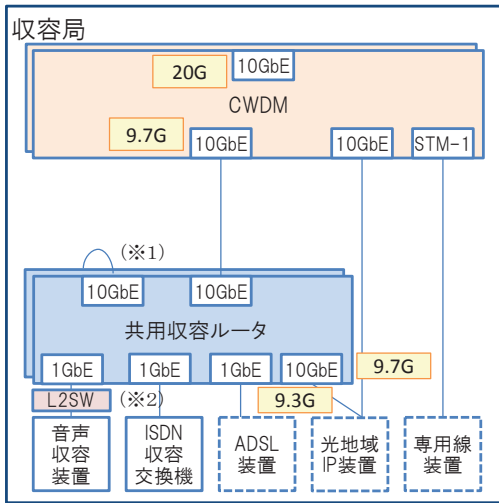 収容局
20G
10GbE
CWDM
9.7G
10GbE
10GbE
STM-1
(※1)
10GbE
10GbE
共用収容ルータ
1GbE
1GbE
1GbE
10GbE
9.7G
L2SW
(※2)
9.3G
音声
収容
装置
ISDN
収容
交換機
ADSL
装置
光地域
IP装置
専用線
装置